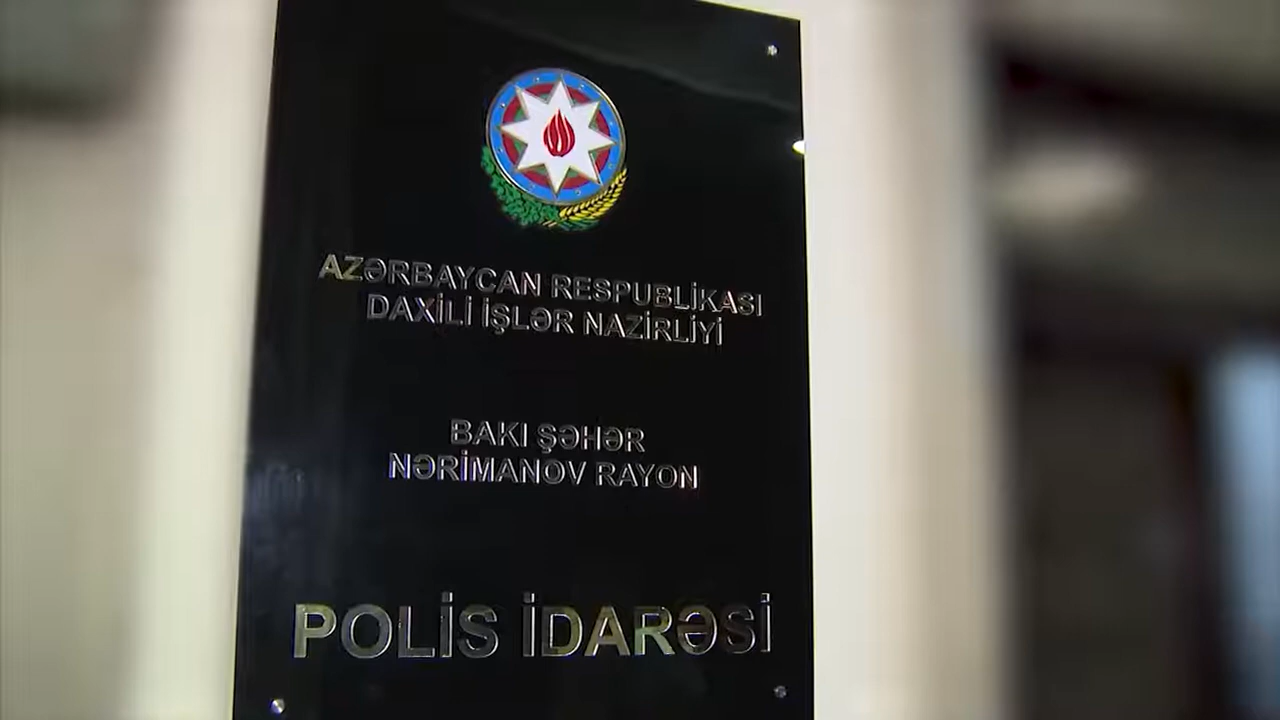 AZƏRBAYCAN RESPUBLİKASI
DAXİLİ İŞLƏR NAZİRLİYİ
BAKI ŞƏHƏR
NƏRİMANOV RAYON
POLİS İDARƏSİ